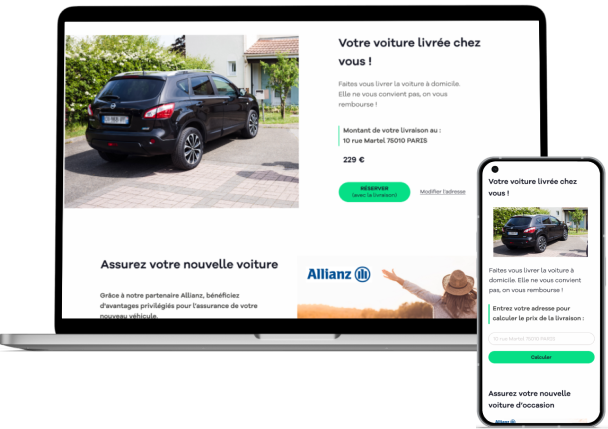 Votre voiture livrée chez
vous !
Faites vous livrer la voiture à domicile.
Elle ne vous convient pas, on vous
rembourse !
Montant de votre livraison au :
10 rue Martel 75010 PARIS
229 €
RÉSERVER
(avec la livraison)
Modifier l'adresse
Assurez votre nouvelle voiture
Grâce à notre partenaire Allianz, bénéficiez
d'avantages privilégiés pour l'assurance de votre
nouveau véhicule.
Allianz
Votre voiture livrée chez
vous !
Faites vous livrer la voiture à
domicile. Elle ne vous convient
pas, on vous rembourse !
Entrez votre adresse pour
calculer le prix de la livraison :
10 rue Martel 75010 PARIS
Calculer
Assurez votre nouvelle
voiture d'occasion
Allianz